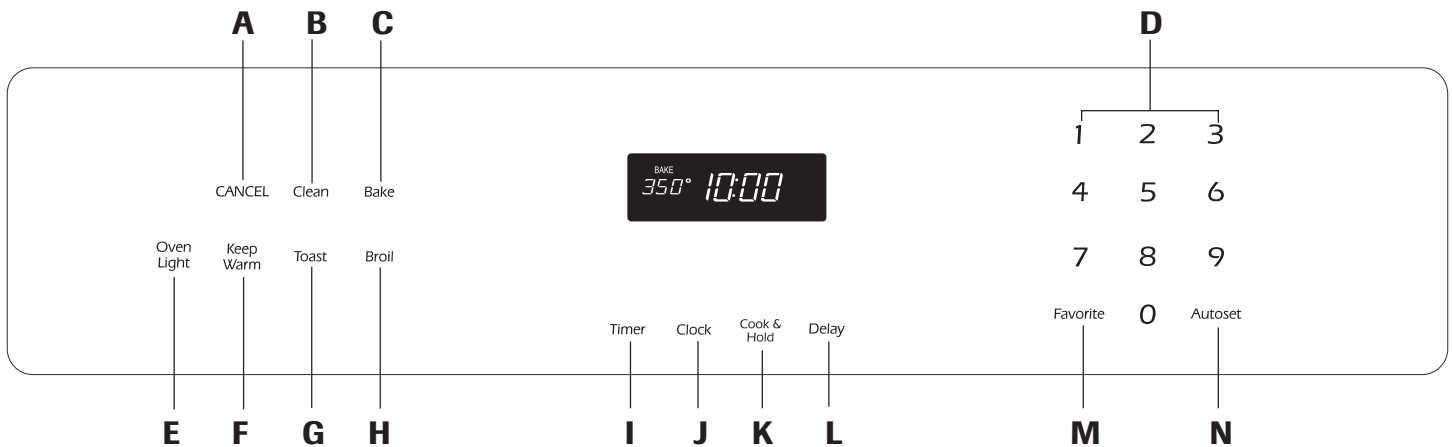 A B C D
1 2 3
BAKE
350° 10:00
CANCEL Clean Bake
4 5 6
Oven Light
Keep Warm
Toast Broil
7 8 9
Timer Clock
Cook & Hold
Delay
Favorite 0 Autoset
E F G H I J K L M N